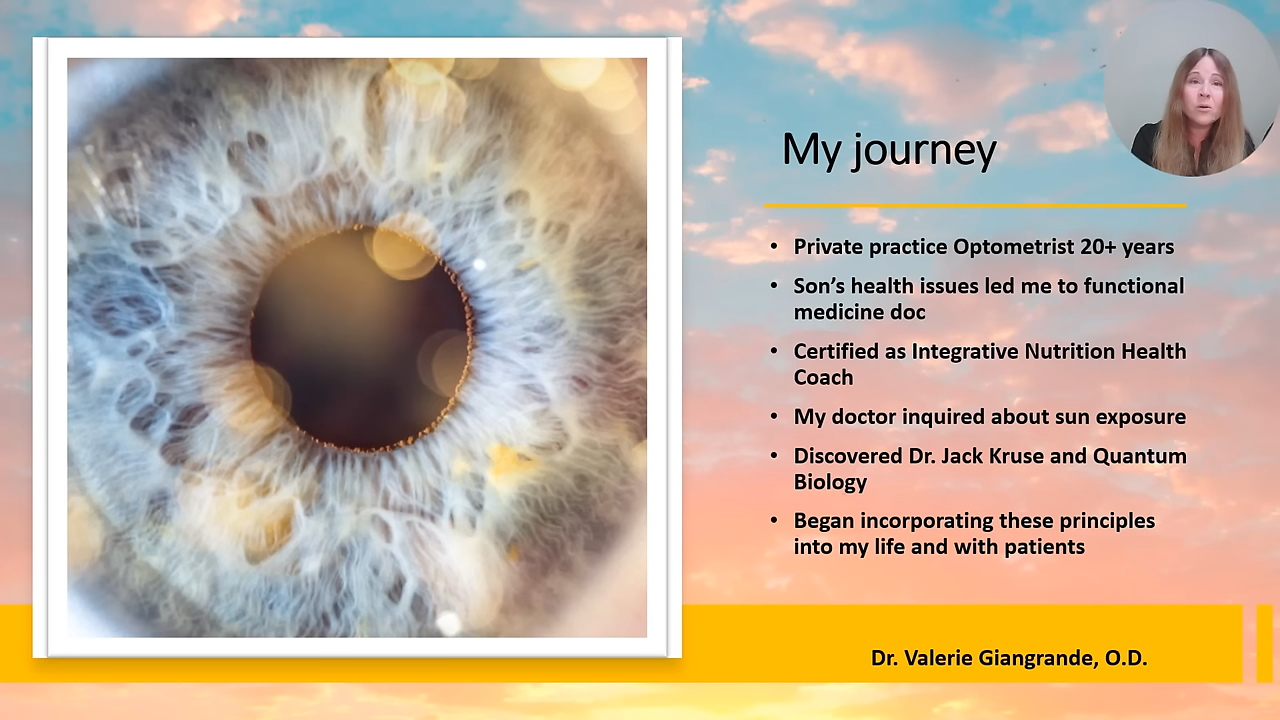 My journey
• Private practice Optometrist 20+ years
• Son’s health issues led me to functional
medicine doc
• Certified as Integrative Nutrition Health
Coach
• My doctor inquired about sun exposure
• Discovered Dr. Jack Kruse and Quantum
Biology
• Began incorporating these principles
into my life and with patients
Dr. Valerie Giangrande, O.D.